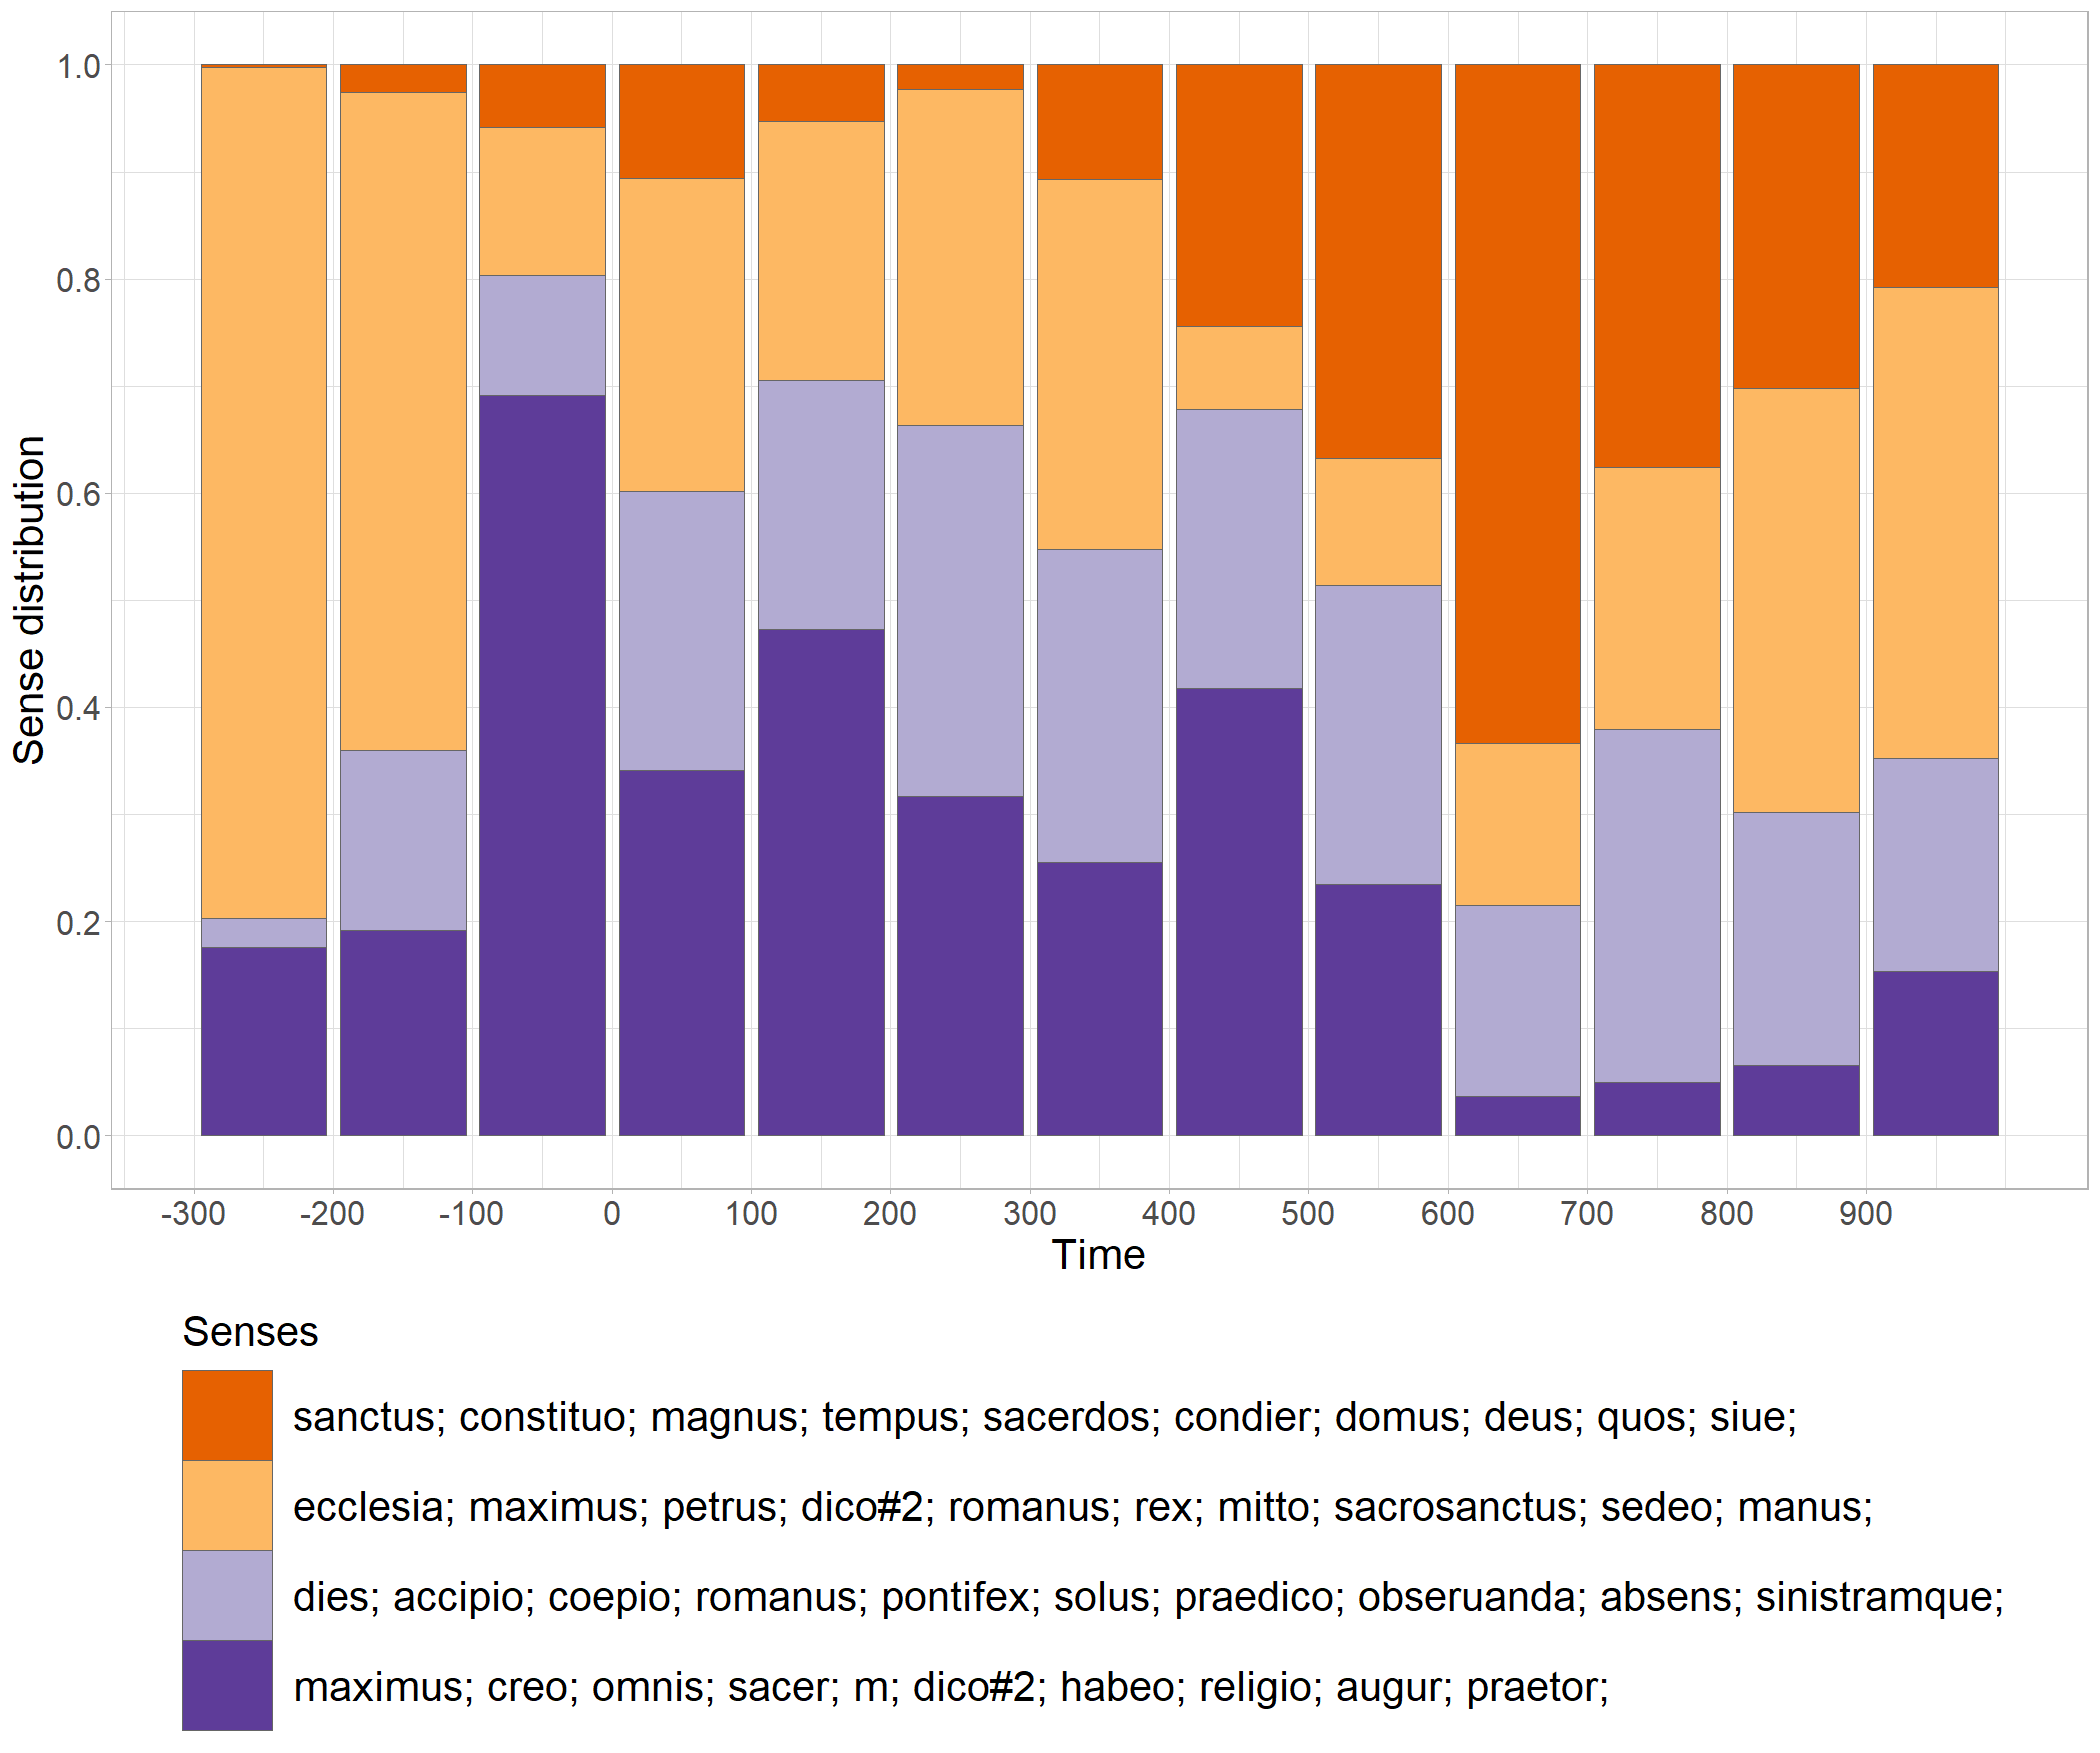 1.0
0.8
0.6
0.4
0.2
0.0
Sense distribution
-300 -200 -100 0 100 200 300 400 500 600 700 800 900
Time
Senses
sanctus; constituo; magnus; tempus; sacerdos; condier; domus; deus; quos; siue;
ecclesia; maximus; petrus; dico#2; romanus; rex; mitto; sacrosanctus; sedeo; manus;
dies; accipio; coepio; romanus; pontifex; solus; praedico; obseruanda; absens; sinistramque;
maximus; creo; omnis; sacer; m; dico#2; habeo; religio; augur; praetor;